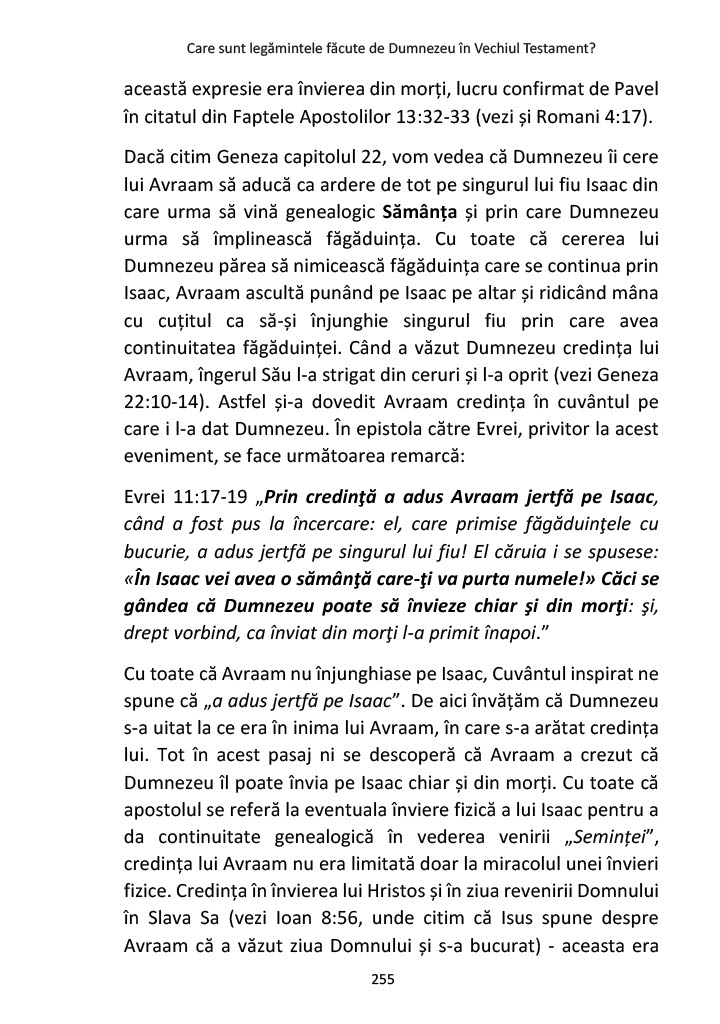 Care sunt legămintele făcute de Dumnezeu în Vechiul Testament?
această expresie era învierea din morți, lucru confirmat de Pavel
în citatul din Faptele Apostolilor 13:32-33 (vezi și Romani 4:17).
Dacă citim Geneza capitolul 22, vom vedea că Dumnezeu îi cere
lui Avraam să aducă ca ardere de tot pe singurul lui fiu Isaac din
care urma să vină genealogic Sămânța și prin care Dumnezeu
urma să împlinească făgăduința. Cu toate că cererea lui
Dumnezeu părea să nimicească făgăduința care se continua prin
Isaac, Avraam ascultă punând pe Isaac pe altar și ridicând mâna
cu cuțitul ca să-și înjunghie singurul fiu prin care avea
continuitatea făgăduinței. Când a văzut Dumnezeu credința lui
Avraam, îngerul Său l-a strigat din ceruri și l-a oprit (vezi Geneza
22:10-14). Astfel și-a dovedit Avraam credința în cuvântul pe
care i l-a dat Dumnezeu. În epistola către Evrei, privitor la acest
eveniment, se face următoarea remarcă:
Evrei 11:17-19 „Prin credinţă a adus Avraam jertfă pe Isaac,
când a fost pus la încercare: el, care primise făgăduinţele cu
bucurie, a adus jertfă pe singurul lui fiu! El căruia i se spusese:
«În Isaac vei avea o sămânţă care-ţi va purta numele!» Căci se
gândea că Dumnezeu poate să învieze chiar şi din morţi: şi,
drept vorbind, ca înviat din morţi l-a primit înapoi.”
Cu toate că Avraam nu înjunghiase pe Isaac, Cuvântul inspirat ne
spune că „a adus jertfă pe Isaac”. De aici învățăm că Dumnezeu
s-a uitat la ce era în inima lui Avraam, în care s-a arătat credința
lui. Tot în acest pasaj ni se descoperă că Avraam a crezut că
Dumnezeu îl poate învia pe Isaac chiar și din morți. Cu toate că
apostolul se referă la eventuala înviere fizică a lui Isaac pentru a
da continuitate genealogică în vederea venirii „Seminței”,
credința lui Avraam nu era limitată doar la miracolul unei învieri
fizice. Credința în învierea lui Hristos și în ziua revenirii Domnului
în Slava Sa (vezi Ioan 8:56, unde citim că Isus spune despre
Avraam că a văzut ziua Domnului și s-a bucurat) - aceasta era
255